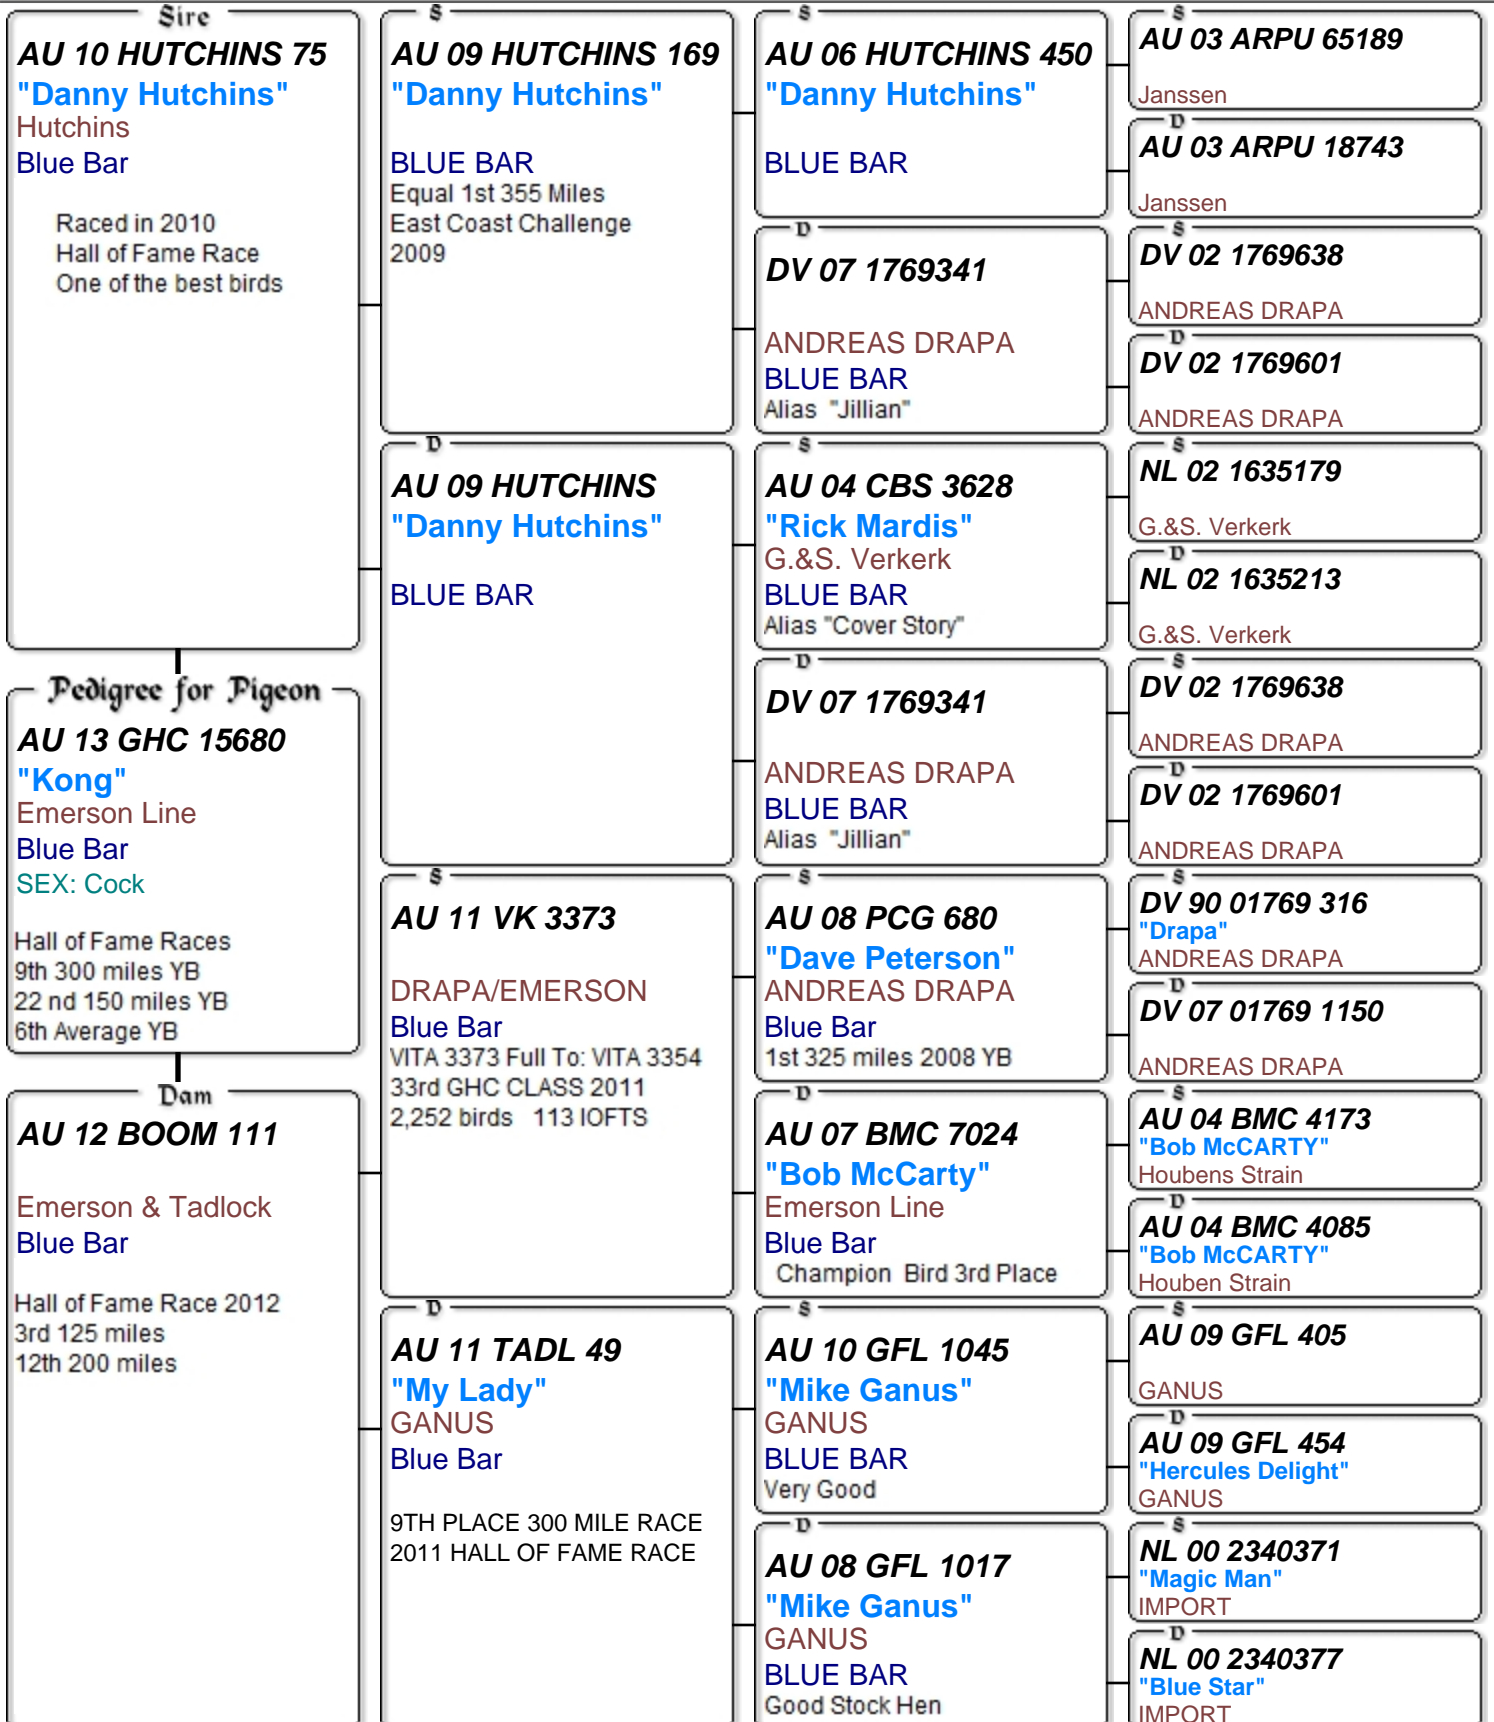 Sire
AU 10 HUTCHINS 75
"Danny Hutchins"
Hutchins
Blue Bar
Raced in 2010
Hall of Fame Race
One of the best birds
Pedigree for Pigeon
AU 13 GHC 15680
"Kong"
Emerson Line
Blue Bar
SEX: Cock
Hall of Fame Races
9th 300 miles YB
22 nd 150 miles YB
6th Average YB
Dam
AU 12 BOOM 111
Emerson & Tadlock
Blue Bar
Hall of Fame Race 2012
3rd 125 miles
12th 200 miles
S
AU 09 HUTCHINS 169
"Danny Hutchins"
BLUE BAR
Equal 1st 355 Miles
East Coast Challenge
2009
D
AU 09 HUTCHINS
"Danny Hutchins"
BLUE BAR
S
AU 11 VK 3373
DRAPA/EMERSON
Blue Bar
VITA 3373 Full To: VITA 3354
33rd GHC CLASS 2011
2,252 birds 113 lOFTS
D
AU 11 TADL 49
"My Lady"
GANUS
Blue Bar
9TH PLACE 300 MILE RACE
2011 HALL OF FAME RACE
S
AU 06 HUTCHINS 450
"Danny Hutchins"
BLUE BAR
D
DV 07 1769341
ANDREAS DRAPA
BLUE BAR
Alias "Jillian"
S
AU 04 CBS 3628
"Rick Mardis"
G.&S. Verkerk
BLUE BAR
Alias "Cover Story"
D
DV 07 1769341
ANDREAS DRAPA
BLUE BAR
Alias "Jillian"
S
AU 08 PCG 680
"Dave Peterson"
ANDREAS DRAPA
Blue Bar
1st 325 miles 2008 YB
D
AU 07 BMC 7024
"Bob McCarty"
Emerson Line
Blue Bar
Champion Bird 3rd Place
S
AU 10 GFL 1045
"Mike Ganus"
GANUS
BLUE BAR
Very Good
D
AU 08 GFL 1017
"Mike Ganus"
GANUS
BLUE BAR
Good Stock Hen
S
AU 03 ARPU 65189
Janssen
D
AU 03 ARPU 18743
Janssen
S
DV 02 1769638
ANDREAS DRAPA
D
DV 02 1769601
ANDREAS DRAPA
S
NL 02 1635179
G.&S. Verkerk
D
NL 02 1635213
G.&S. Verkerk
S
DV 02 1769638
ANDREAS DRAPA
D
DV 02 1769601
ANDREAS DRAPA
S
DV 90 01769 316
"Drapa"
ANDREAS DRAPA
D
DV 07 01769 1150
ANDREAS DRAPA
S
AU 04 BMC 4173
"Bob McCARTY"
Houbens Strain
D
AU 04 BMC 4085
"Bob McCARTY"
Houben Strain
S
AU 09 GFL 405
GANUS
D
AU 09 GFL 454
"Hercules Delight"
GANUS
S
NL 00 2340371
"Magic Man"
IMPORT
D
NL 00 2340377
"Blue Star"
IMPORT